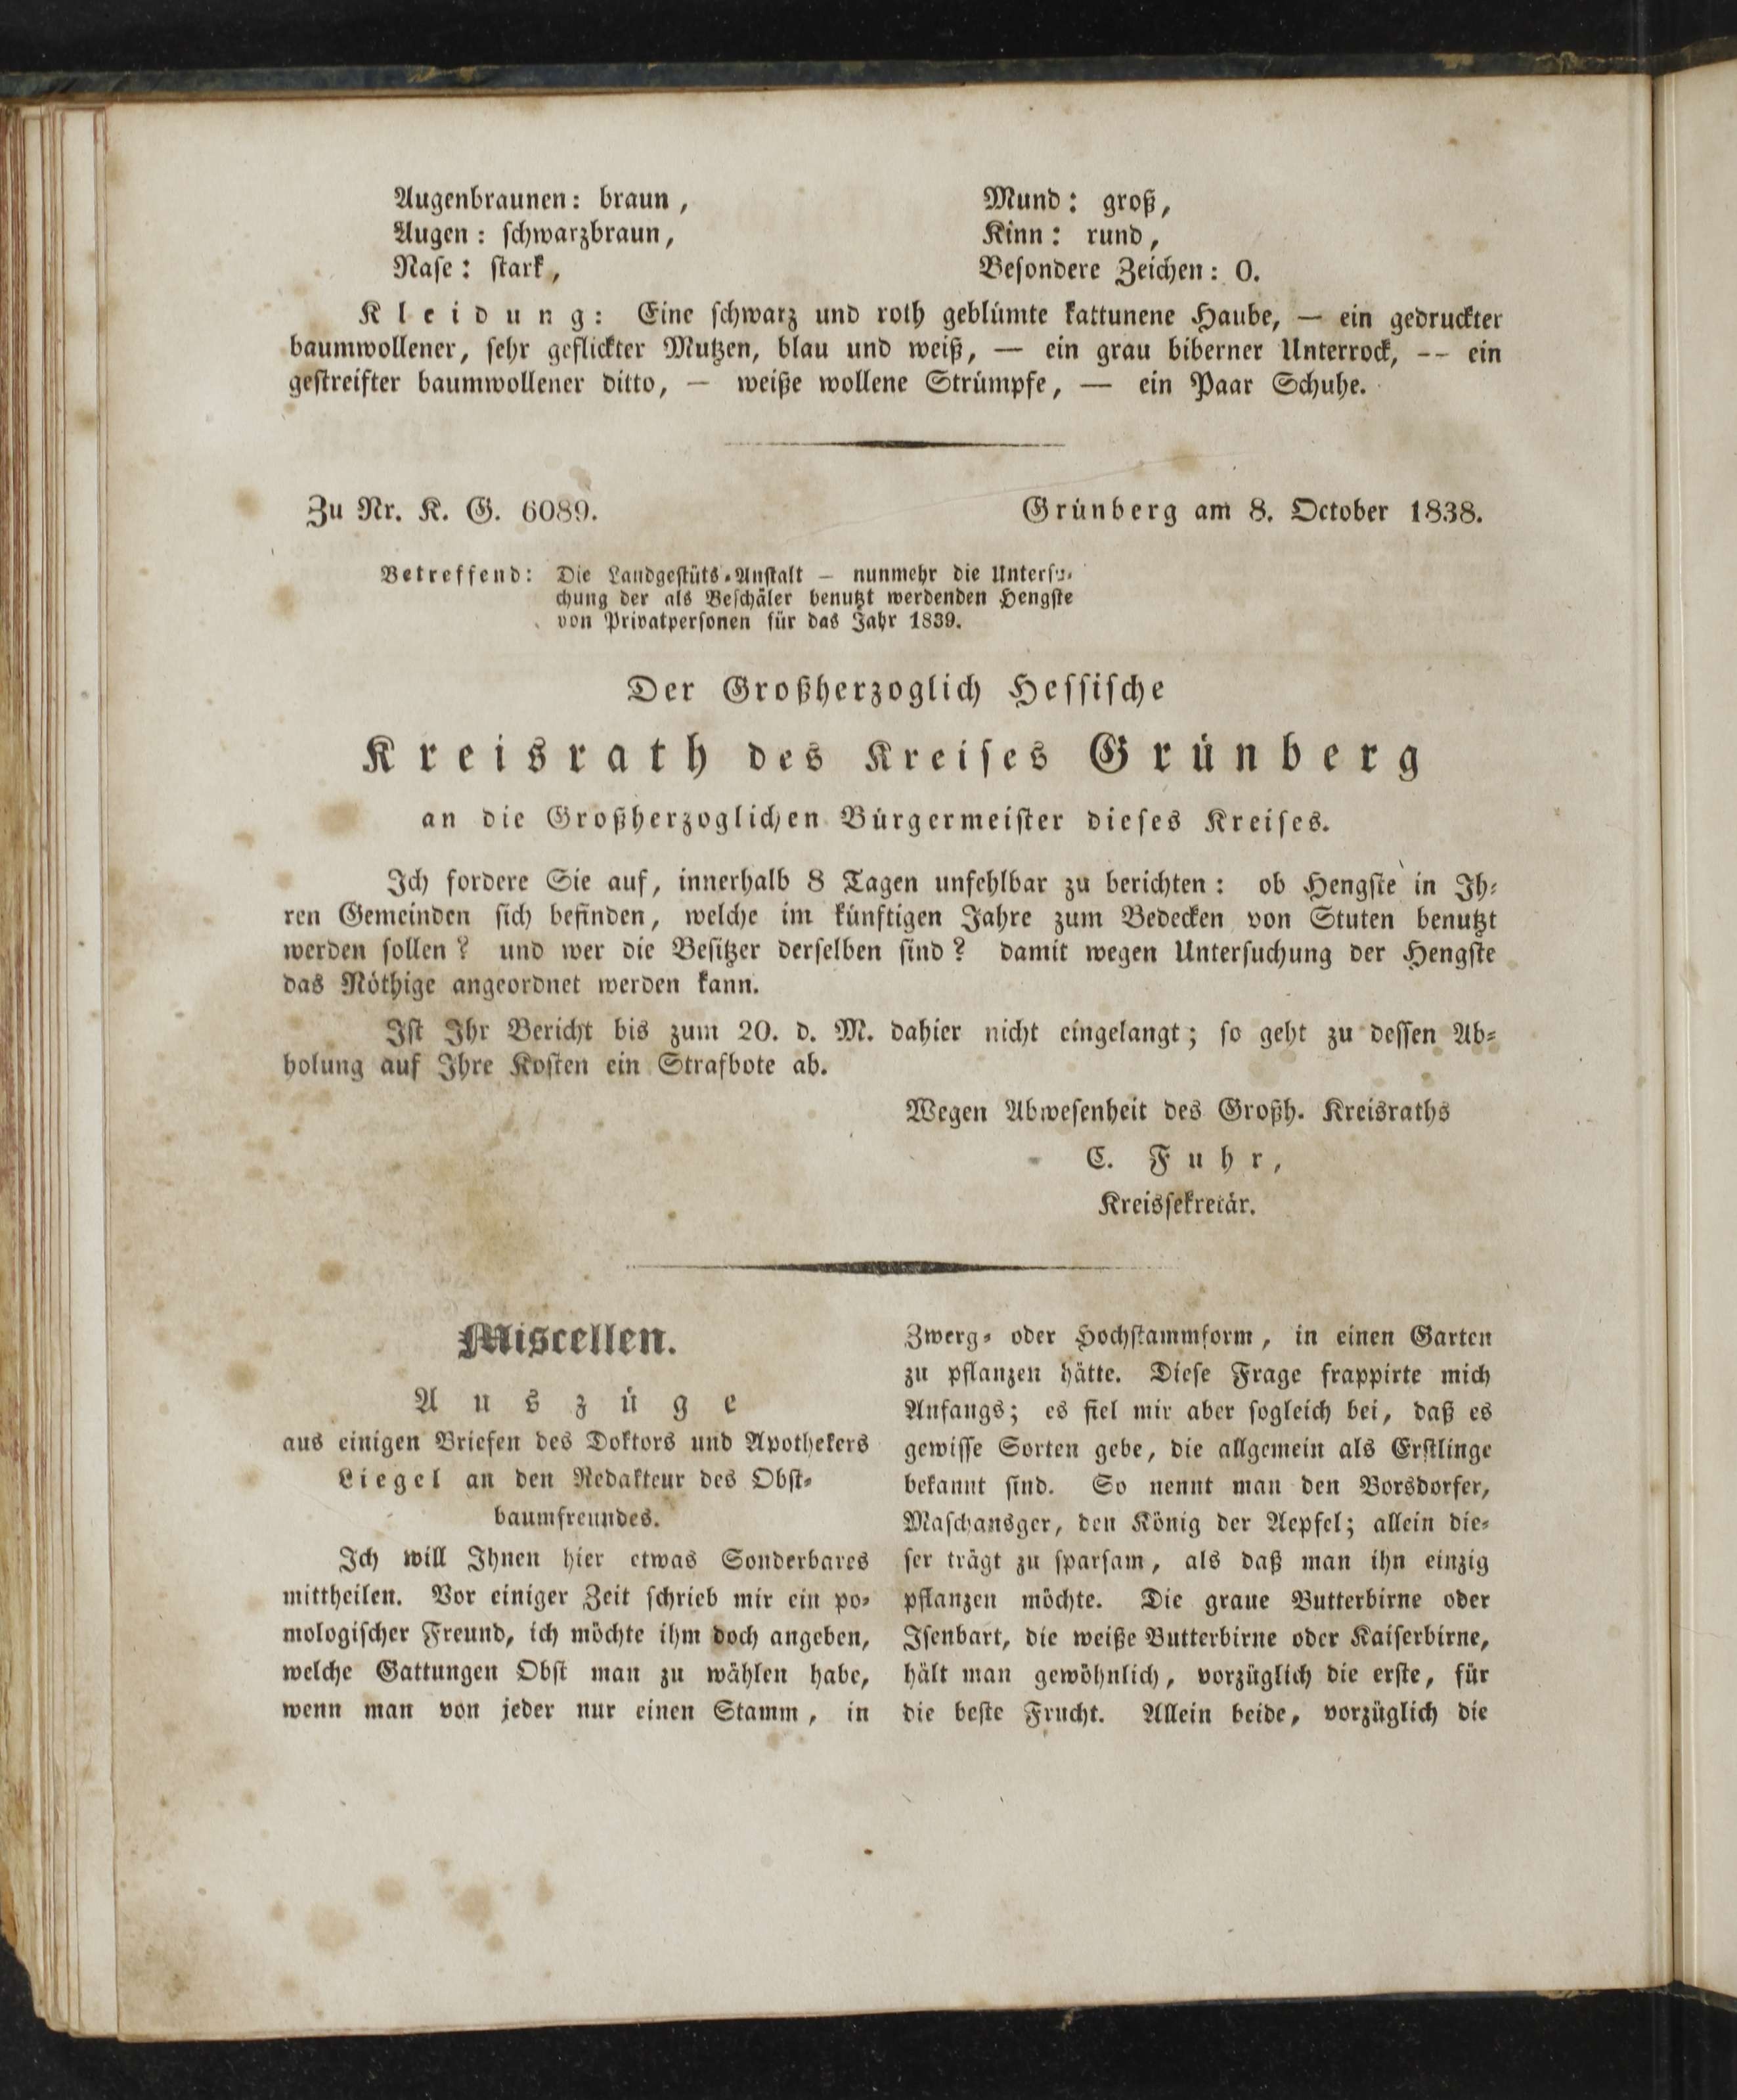 Augenbraunen: braun,
Augen: schwarzbraun,
Nase: stark,
Mund: groß,
Kinn: rund,
Besondere Zeichen: 0.
Kleidung: Eine schwarz und roth geblümte kattunene Haube, — ein gedruckter
baumwollener, sehr geflickter Mutzen, blau und weiß, — ein grau biberner Unterrock, -- ein
gestreifter baumwollener ditto, — weiße wollene Strümpfe, — ein Paar Schuhe.
Zu Nr. K. G. 6089.
Grünberg am 8. October 1838.
Betreffend: Die Landgestüts-Anstalt — nunmehr die Untersu-
chung der als Beschäler benutzt werdenden Hengste
von Privatpersonen für das Jahr 1839.
Der Großherzoglich Hessische
Kreisrath des Kreises Grünberg
an die Großherzoglichen Bürgermeister dieses Kreises.
Ich fordere Sie auf, innerhalb 8 Tagen unfehlbar zu berichten: ob Hengste in Ih-
ren Gemeinden sich befinden, welche im künftigen Jahre zum Bedecken von Stuten benutzt
werden sollen? und wer die Besitzer derselben sind? damit wegen Untersuchung der Hengste
das Nöthige angeordnet werden kann.
Ist Ihr Bericht bis zum 20. d. M. dahier nicht eingelangt; so geht zu dessen Ab-
holung auf Ihre Kosten ein Strafbote ab.
Wegen Abwesenheit des Großh. Kreisraths
C. Fuhr,
Kreissekretär.
Miscellen.
Auszüge
aus einigen Briefen des Doktors und Apothekers
Liegel an den Redakteur des Obst-
baumfreundes.
Ich will Ihnen hier etwas Sonderbares
mittheilen. Vor einiger Zeit schrieb mir ein po-
mologischer Freund, ich möchte ihm doch angeben,
welche Gattungen Obst man zu wählen habe,
wenn man von jeder nur einen Stamm, in
Zwerg- oder Hochstammform, in einen Garten
zu pflanzen hätte. Diese Frage frappirte mich
Anfangs; es fiel mir aber sogleich bei, daß es
gewisse Sorten gebe, die allgemein als Erstlinge
bekannt sind. So nennt man den Borsdorfer,
Maschansger, den König der Aepfel; allein die-
ser trägt zu sparsam, als daß man ihn einzig
pflanzen möchte. Die graue Butterbirne oder
Isenbart, die weiße Butterbirne oder Kaiserbirne,
hält man gewöhnlich, vorzüglich die erste, für
die beste Frucht. Allein beide, vorzüglich die